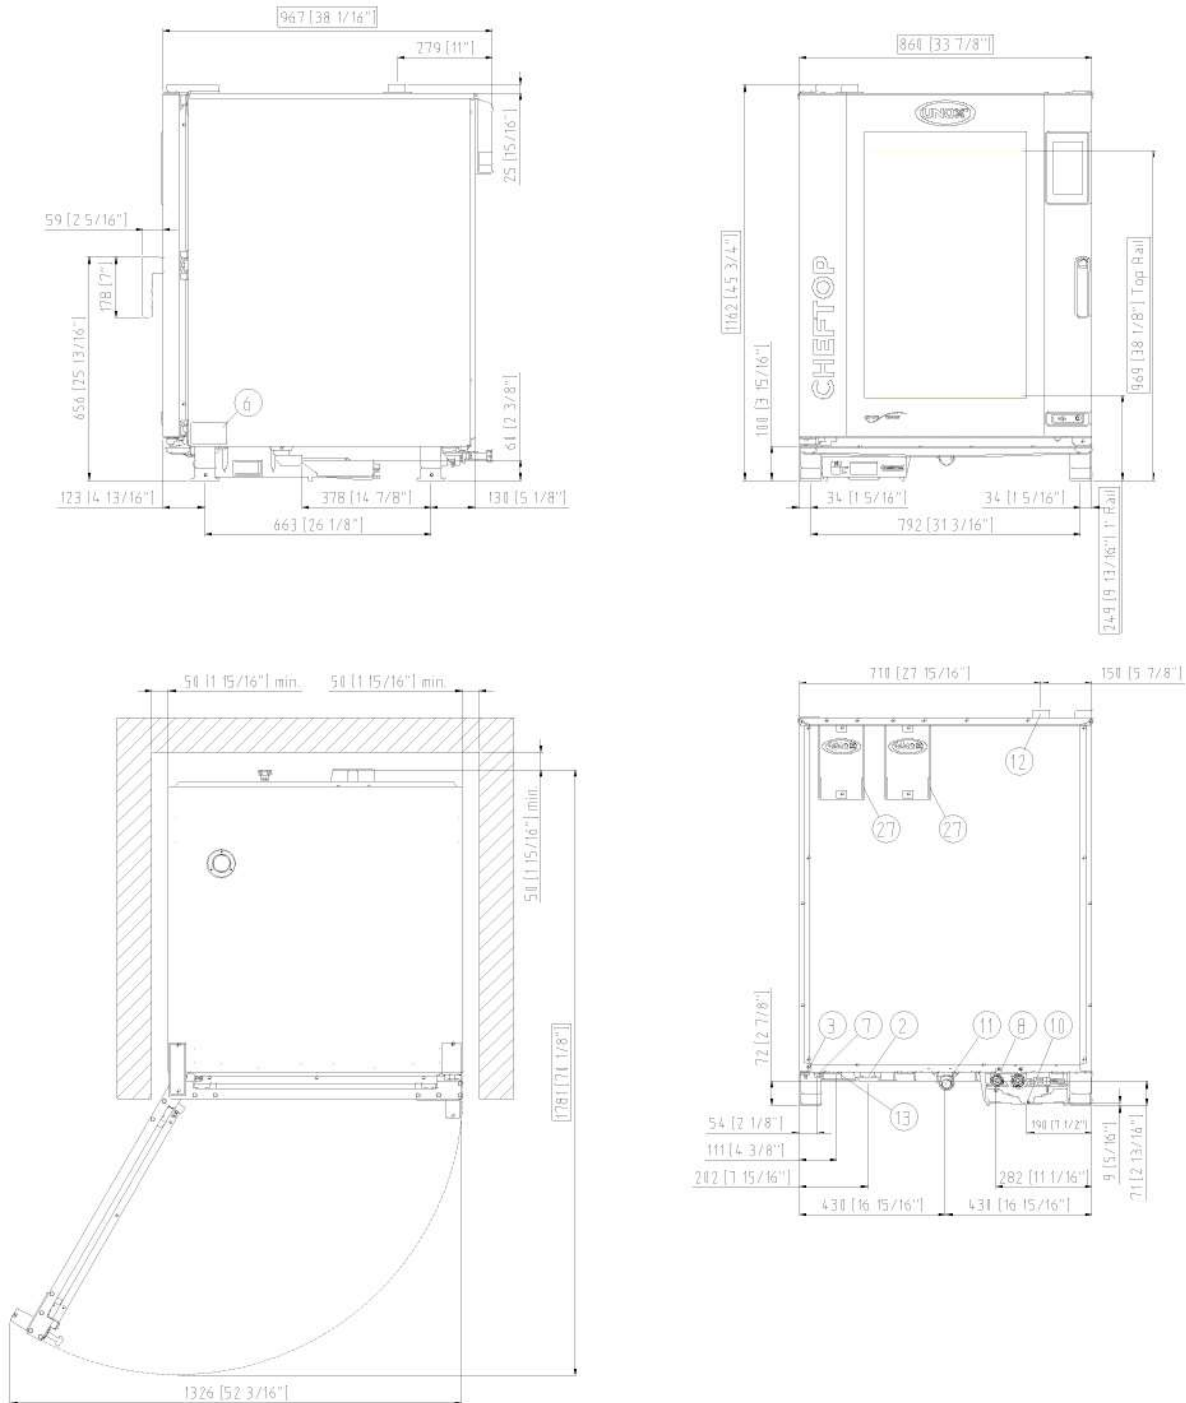 967 [38 1/16"]
279 [11"]
25 [15/16"]
59 [2 5/16"]
178 [7"]
656 [25 13/16"]
6
60 [2 3/8"]
123 [4 13/16"]
378 [14 7/8"]
130 [5 1/8"]
663 [26 1/8"]
860 [33 7/8"]
UNOX
1162 [45 3/4"]
CHEFTOP
969 [38 1/8"] Top Rail
100 [3 15/16"]
34 [1 5/16"]
34 [1 5/16"]
792 [31 3/16"]
249 [9 13/16"] 1° Rail
50 [1 15/16"] min.
50 [1 15/16"] min.
50 [1 15/16"] min.
1781 [70 1/8"]
1326 [52 3/16"]
710 [27 15/16"]
150 [5 7/8"]
12
27
27
72 [2 7/8"]
3
7
2
11
8
10
13
54 [2 1/8"]
190 [7 1/2"]
111 [4 3/8"]
9 [5/16"]
71 [2 13/16"]
202 [7 15/16"]
282 [11 1/16"]
430 [16 15/16"]
430 [16 15/16"]